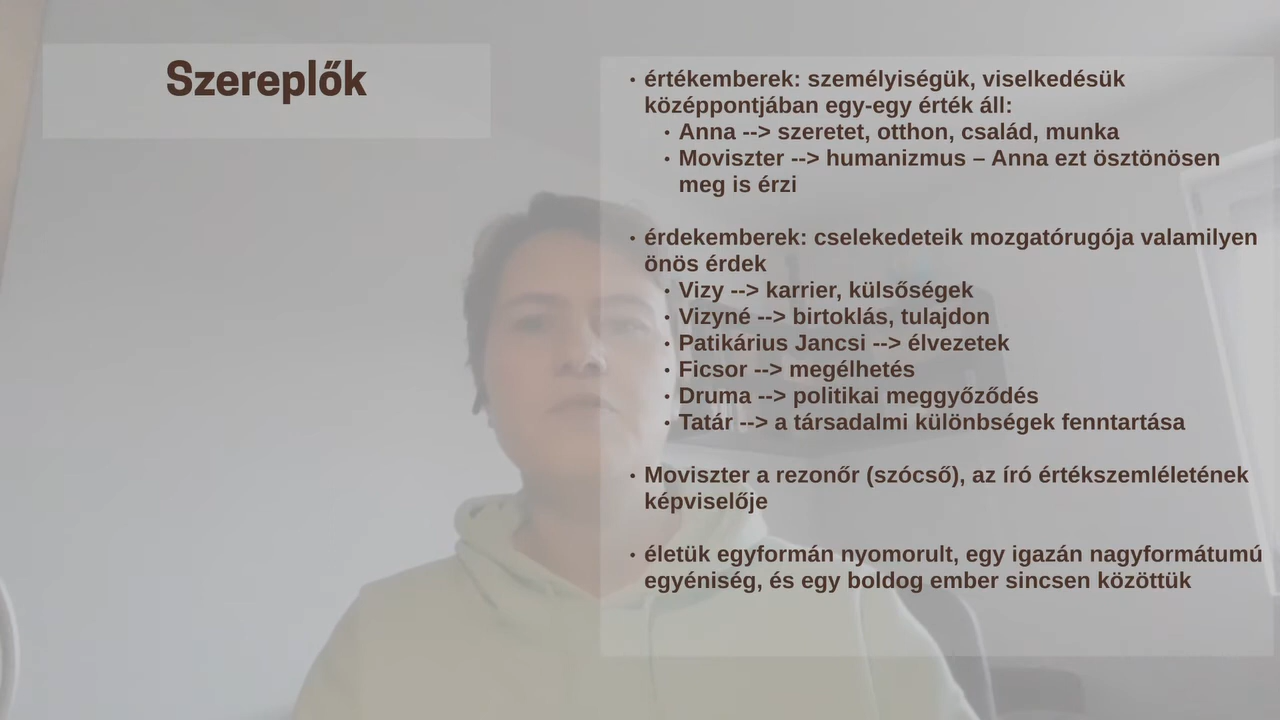 Szereplők
• értékemberek: személyiségük, viselkedésük
középpontjában egy-egy érték áll:
• Anna --> szeretet, otthon, család, munka
• Moviszter --> humanizmus – Anna ezt ösztönösen
meg is érzi
• érdekemberek: cselekedeteik mozgatórugója valamilyen
önös érdek
• Vizy --> karrier, külsőségek
• Vizyné --> birtoklás, tulajdon
• Patikárius Jancsi --> élvezetek
• Ficsor --> megélhetés
• Druma --> politikai meggyőződés
• Tatár --> a társadalmi különbségek fenntartása
• Moviszter a rezonőr (szócső), az író értékszemléletének
képviselője
• életük egyformán nyomorult, egy igazán nagyformátumú
egyéniség, és egy boldog ember sincsen közöttük